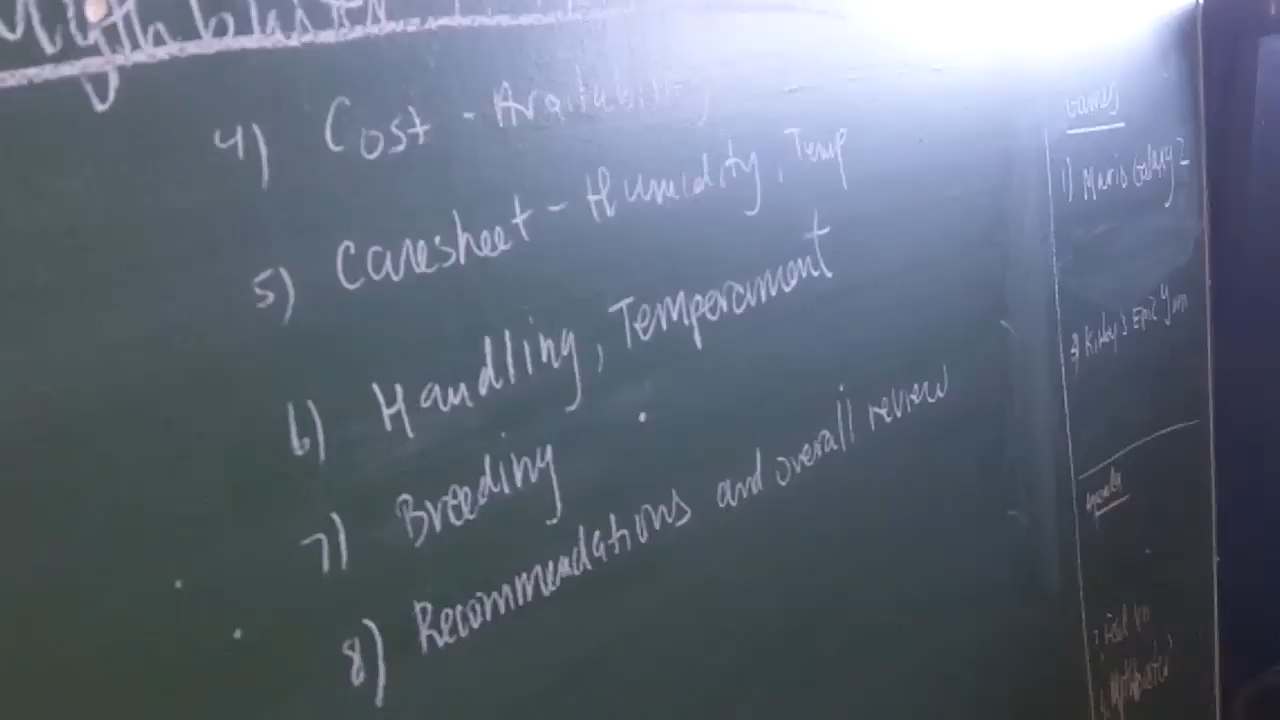 Mythblaster
4) Cost - Availability
5) Caresheet - Humidity, Temp
6) Handling, Temperament
7) Breeding
8) Recommendations and overall review
Games
1) Mario Galaxy 2
Kirby's Epic Yarn